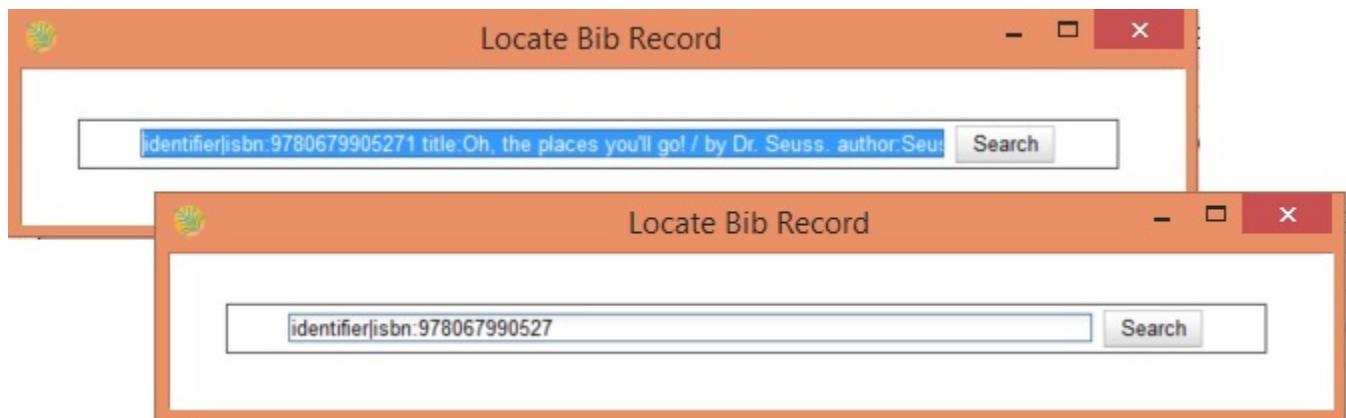 Locate Bib Record
identifier|isbn:9780679905271 title:Oh, the places you'll go! / by Dr. Seuss. author:Seus
Search
Locate Bib Record
identifier|isbn:978067990527
Search